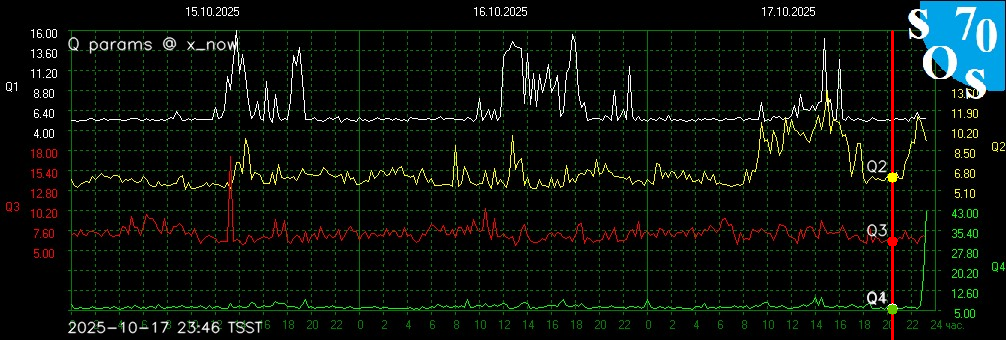 15.10.2025 16.10.2025 17.10.2025
Q params @ x_now
Q1
16.00
13.60
11.20
8.80
6.40
4.00
Q3
18.00
15.40
12.80
10.20
7.60
5.00
SOS 70
11.90
10.20
8.50
6.80
5.10
Q2
43.00
35.40
27.80
20.20
12.60
5.00
Q4
Q2
Q3
Q4
2025-10-17 23:46 TSST
16 18 20 22 0 2 4 6 8 10 12 14 16 18 20 22 0 2 4 6 8 10 12 14 16 18 20 22 24 час.